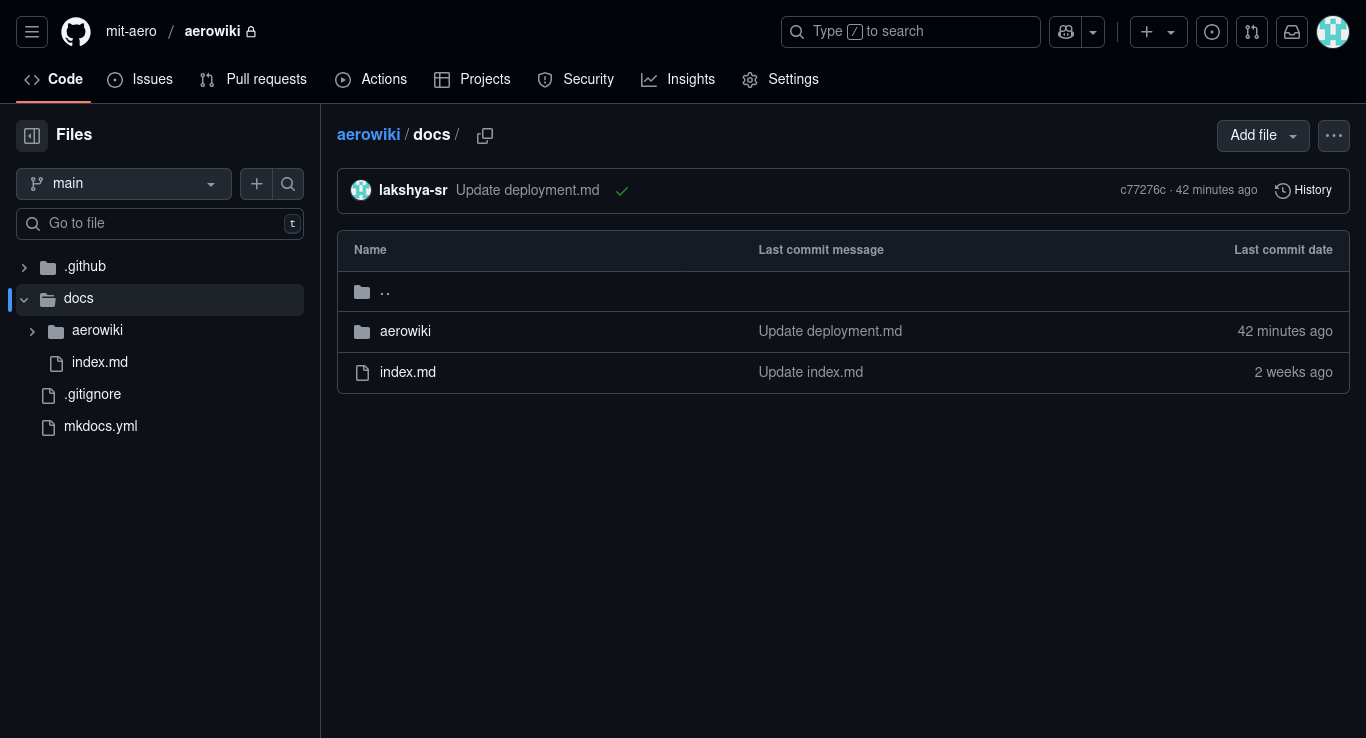 mit-aero / aerowiki
Type / to search
Code Issues Pull requests Actions Projects Security Insights Settings
Files
main
Go to file t
.github
docs
aerowiki
index.md
.gitignore
mkdocs.yml
aerowiki / docs /
Add file
lakshya-sr Update deployment.md c77276c · 42 minutes ago History
Name Last commit message Last commit date
..
aerowiki Update deployment.md 42 minutes ago
index.md Update index.md 2 weeks ago